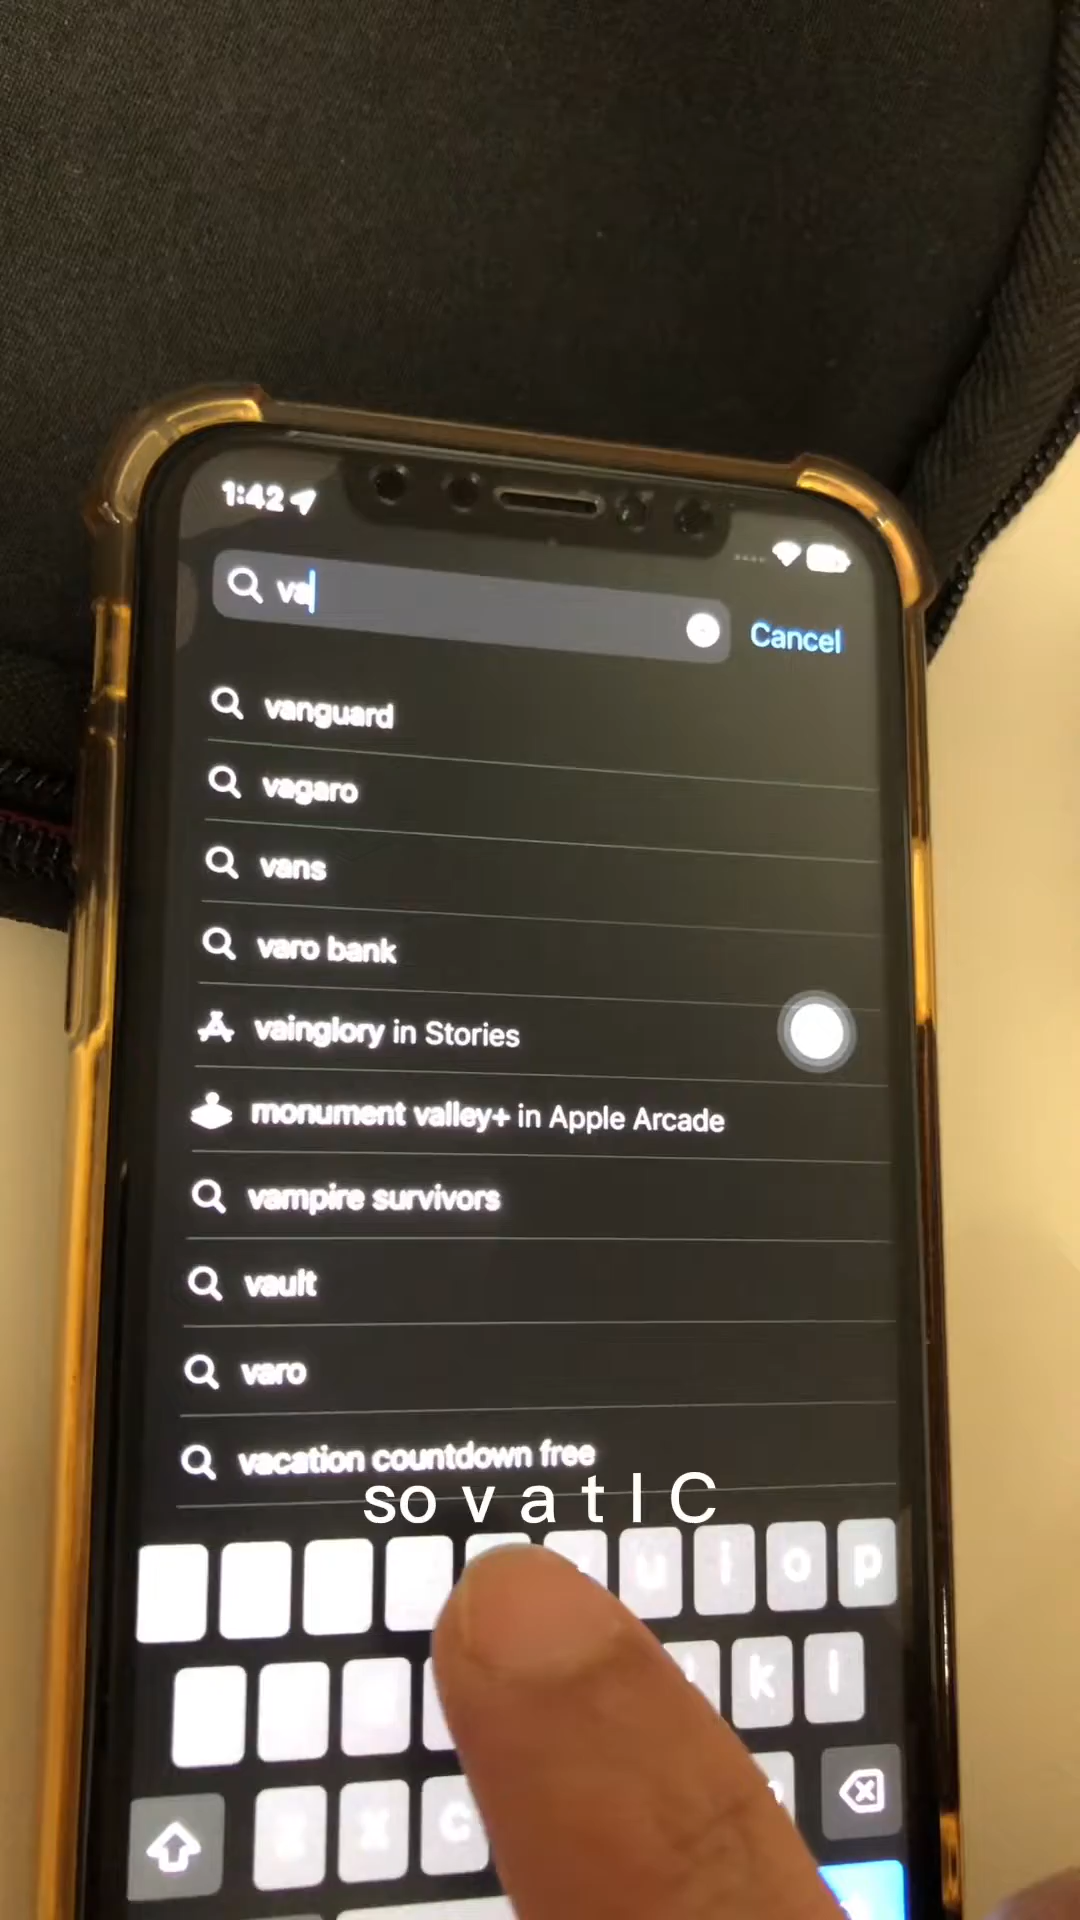 1:42
va
Cancel
vanguard
vagaro
vans
varo bank
vainglory in Stories
monument valley+ in Apple Arcade
vampire survivors
vault
varo
vacation countdown free
so v a t I C
u i o p
k l
z x c